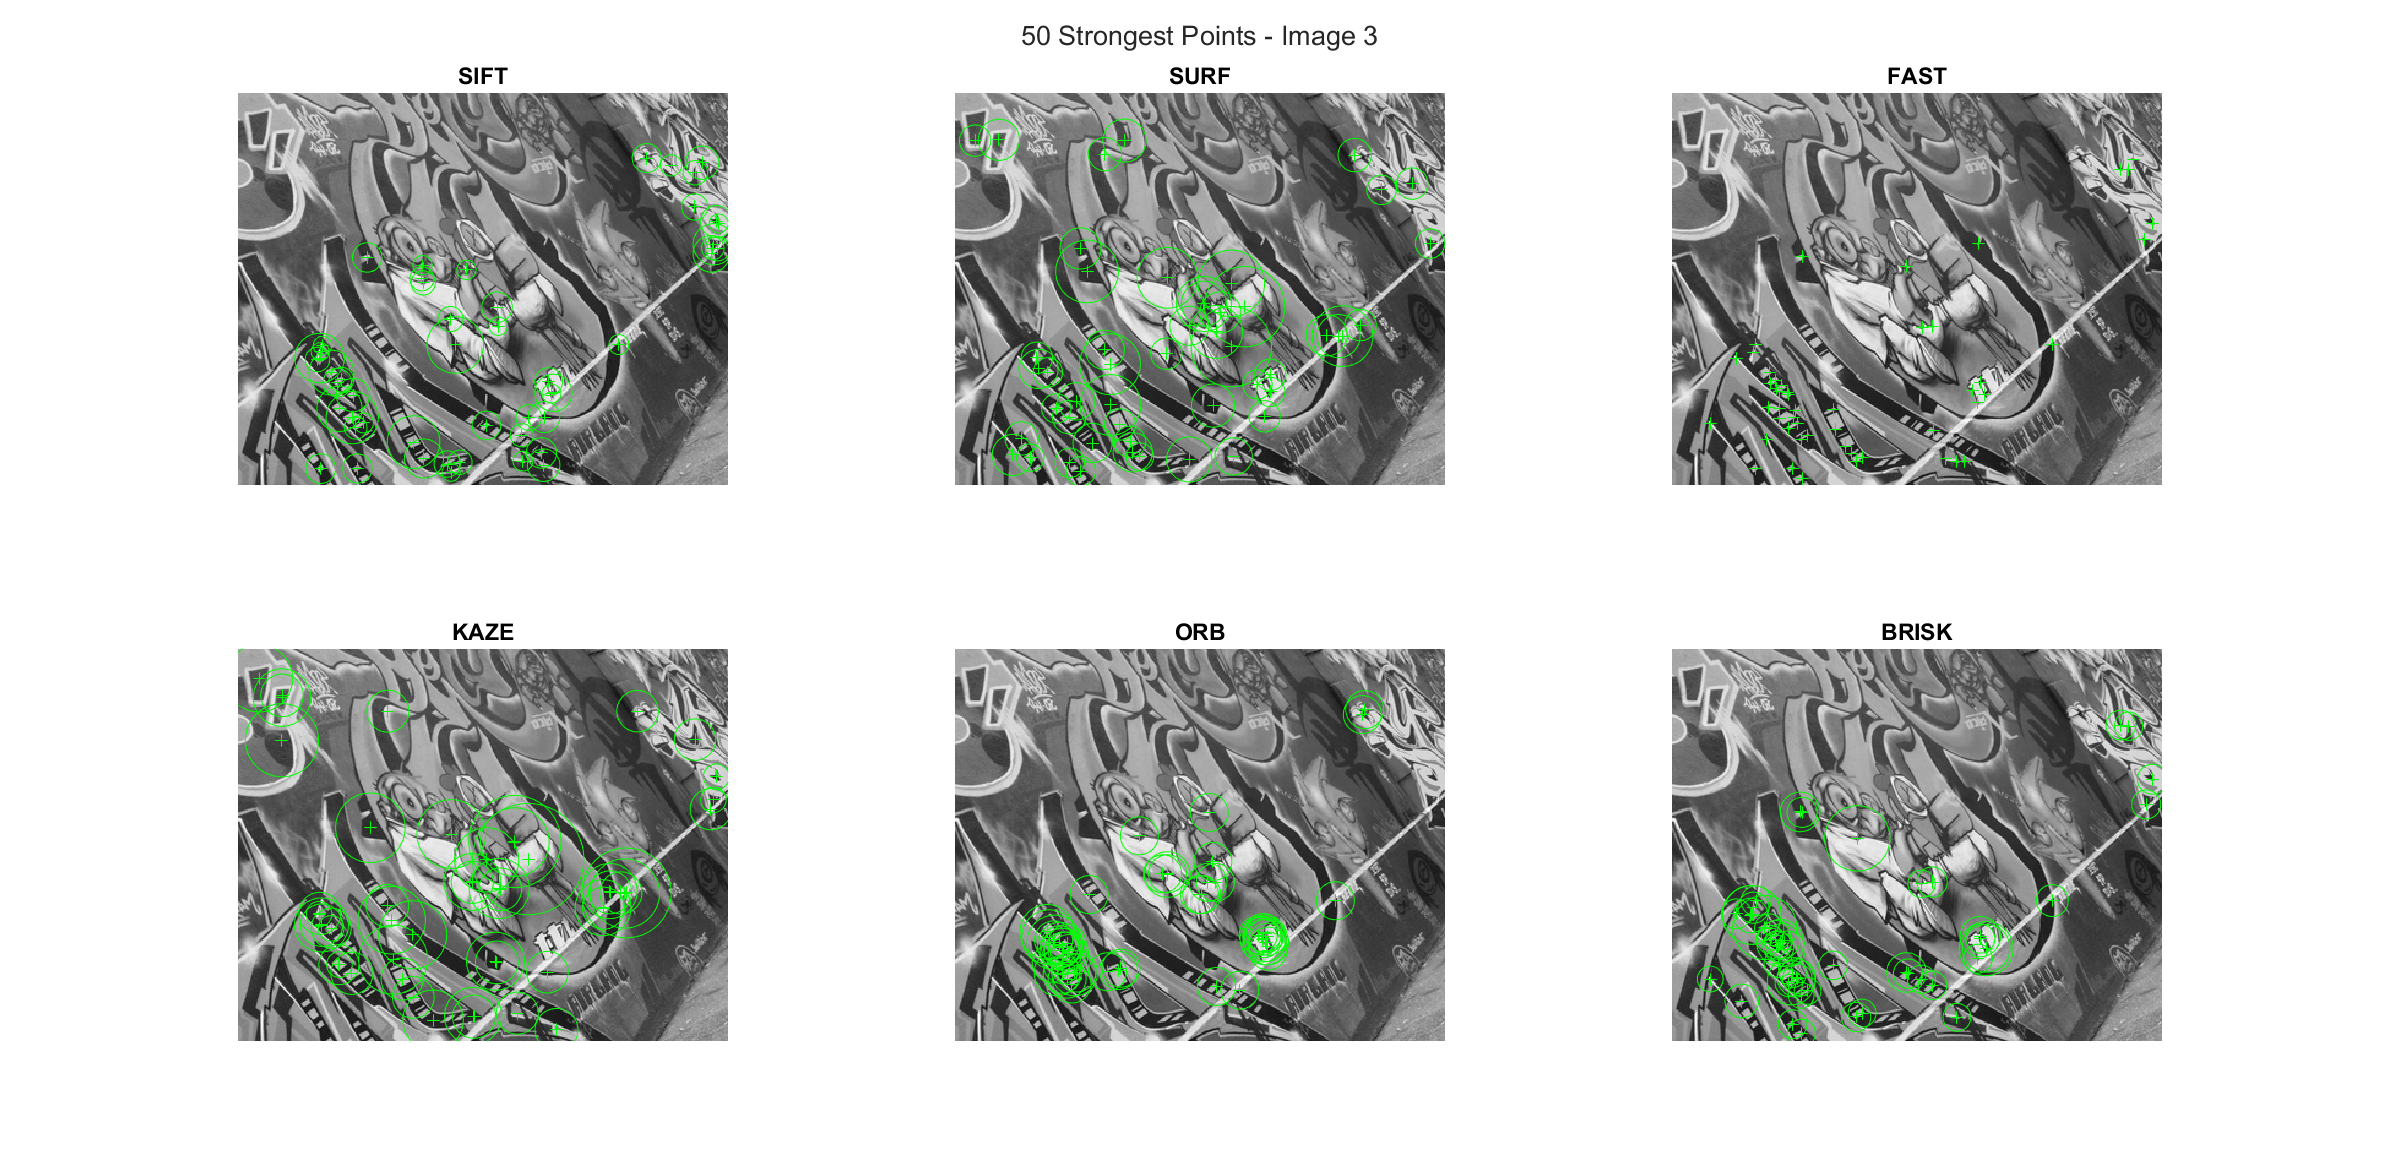 50 Strongest Points - Image 3
SIFT
SURF
FAST
KAZE
ORB
BRISK